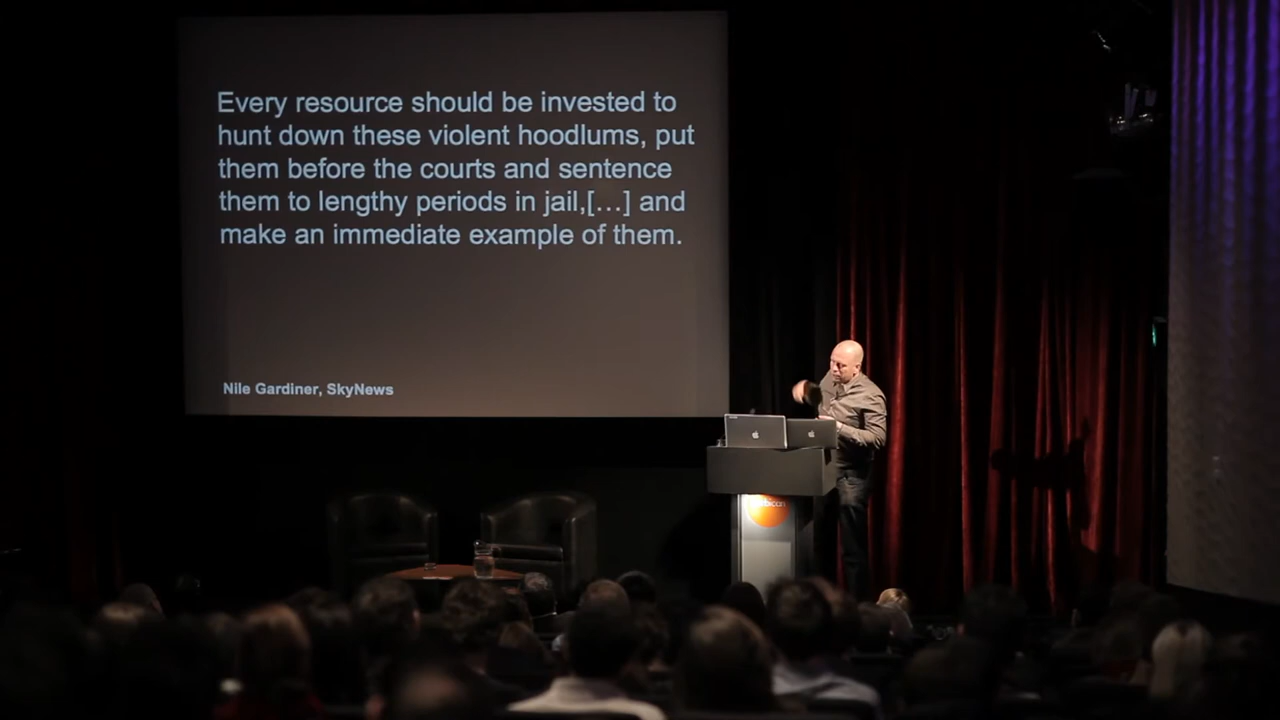 Every resource should be invested to
hunt down these violent hoodlums, put
them before the courts and sentence
them to lengthy periods in jail,[…] and
make an immediate example of them.
Nile Gardiner, SkyNews